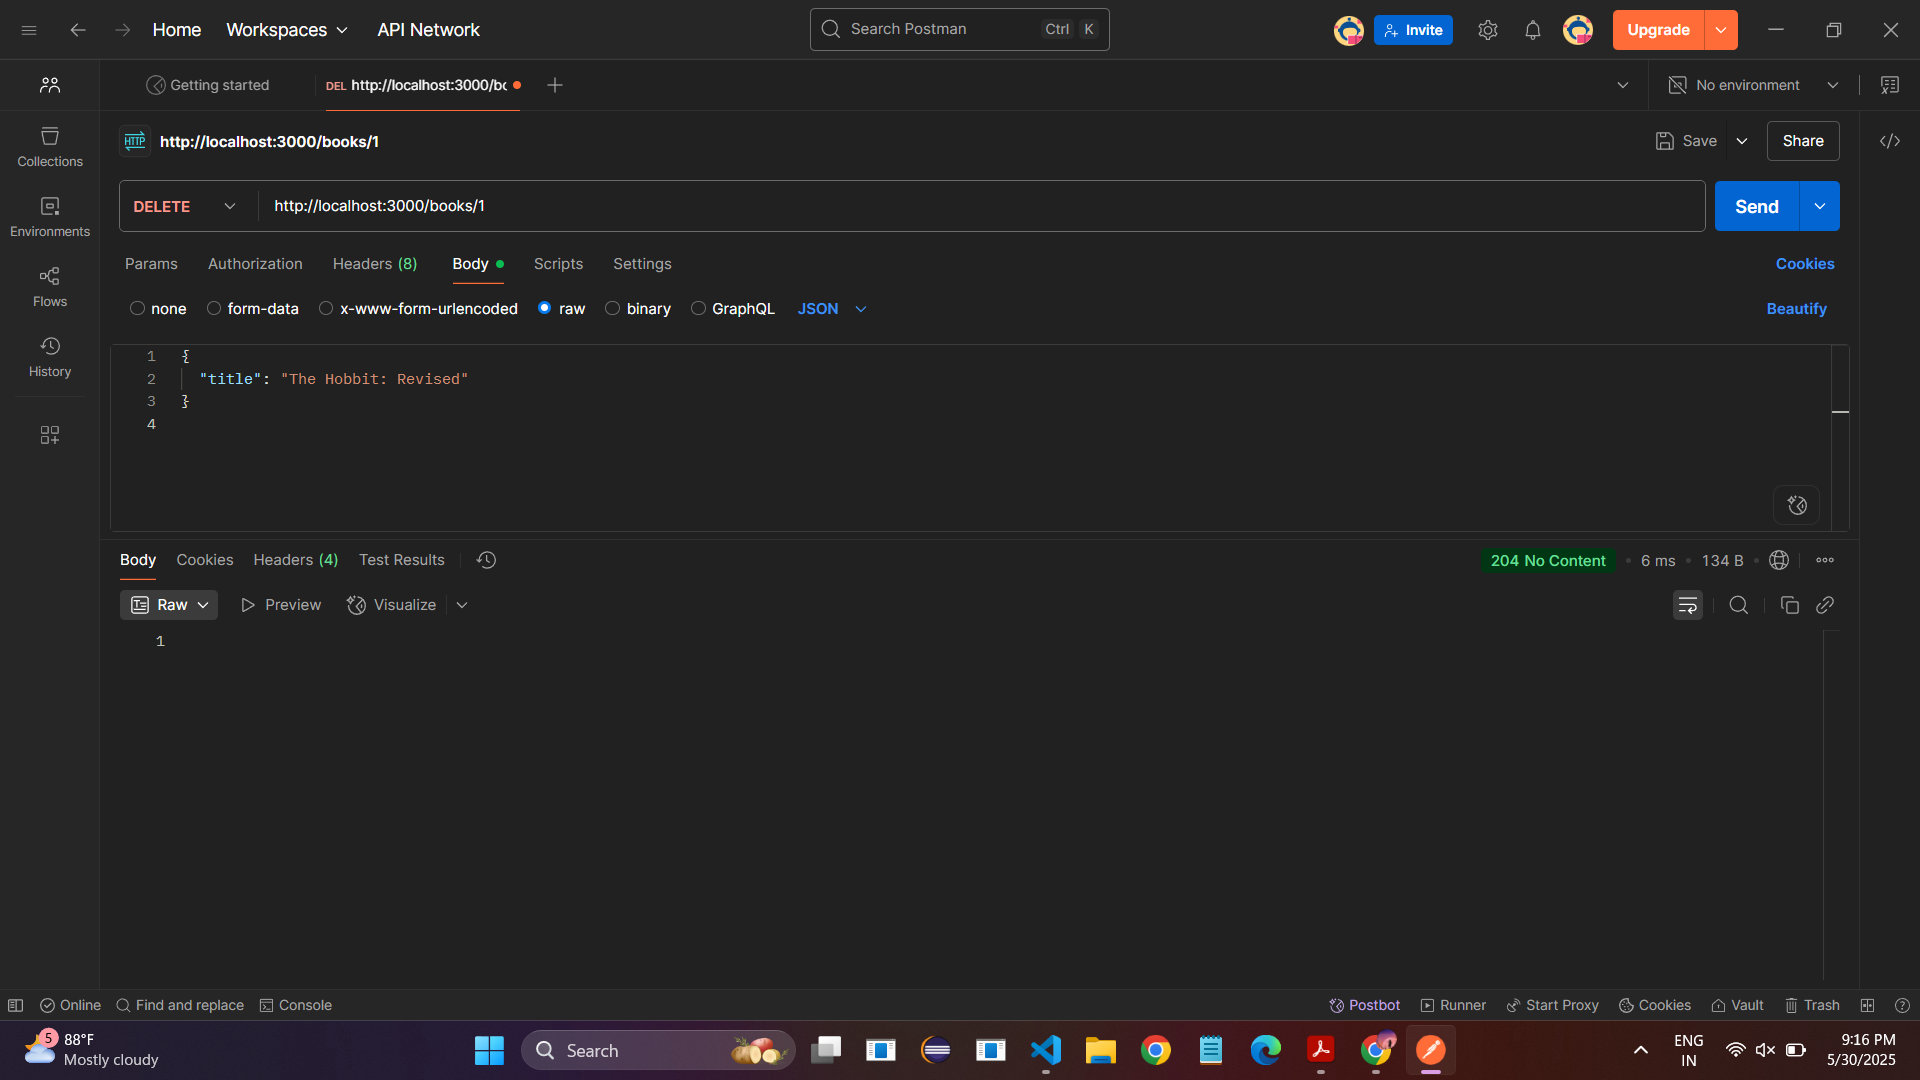 Home Workspaces API Network Search Postman Ctrl K Invite Upgrade
Getting started DEL http://localhost:3000/bo No environment
HTTP http://localhost:3000/books/1 Save Share
Collections
Environments
Flows
History
DELETE http://localhost:3000/books/1 Send
Params Authorization Headers (8) Body Scripts Settings Cookies
none form-data x-www-form-urlencoded raw binary GraphQL JSON Beautify
1 {
2 "title": "The Hobbit: Revised"
3 }
4
Body Cookies Headers (4) Test Results 204 No Content 6 ms 134 B
Raw Preview Visualize
1
Online Find and replace Console Postbot Runner Start Proxy Cookies Vault Trash
5 88°F
Mostly cloudy
Search
ENG
IN
9:16 PM
5/30/2025